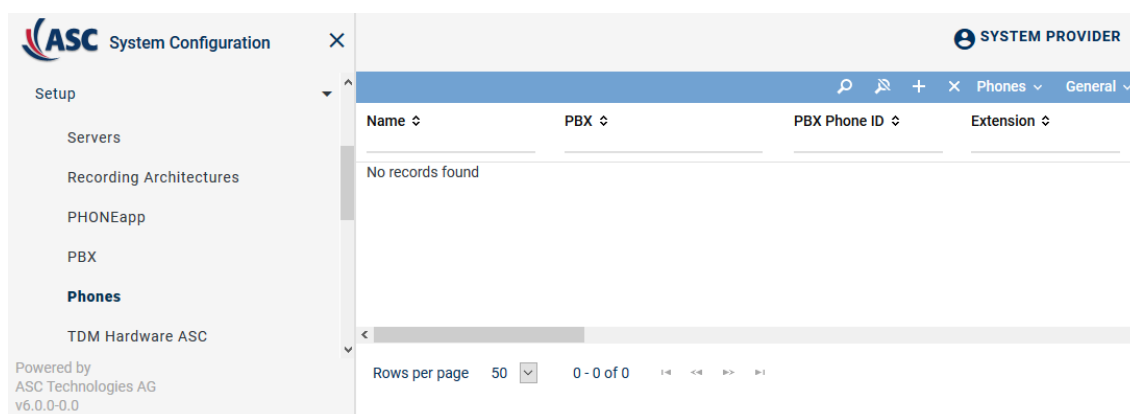 ASC System Configuration
SYSTEM PROVIDER
Setup
Phones General
Servers
Recording Architectures
PHONEapp
PBX
Phones
TDM Hardware ASC
Name PBX PBX Phone ID Extension
No records found
Powered by
ASC Technologies AG
v6.0.0-0.0
Rows per page 50 0 - 0 of 0